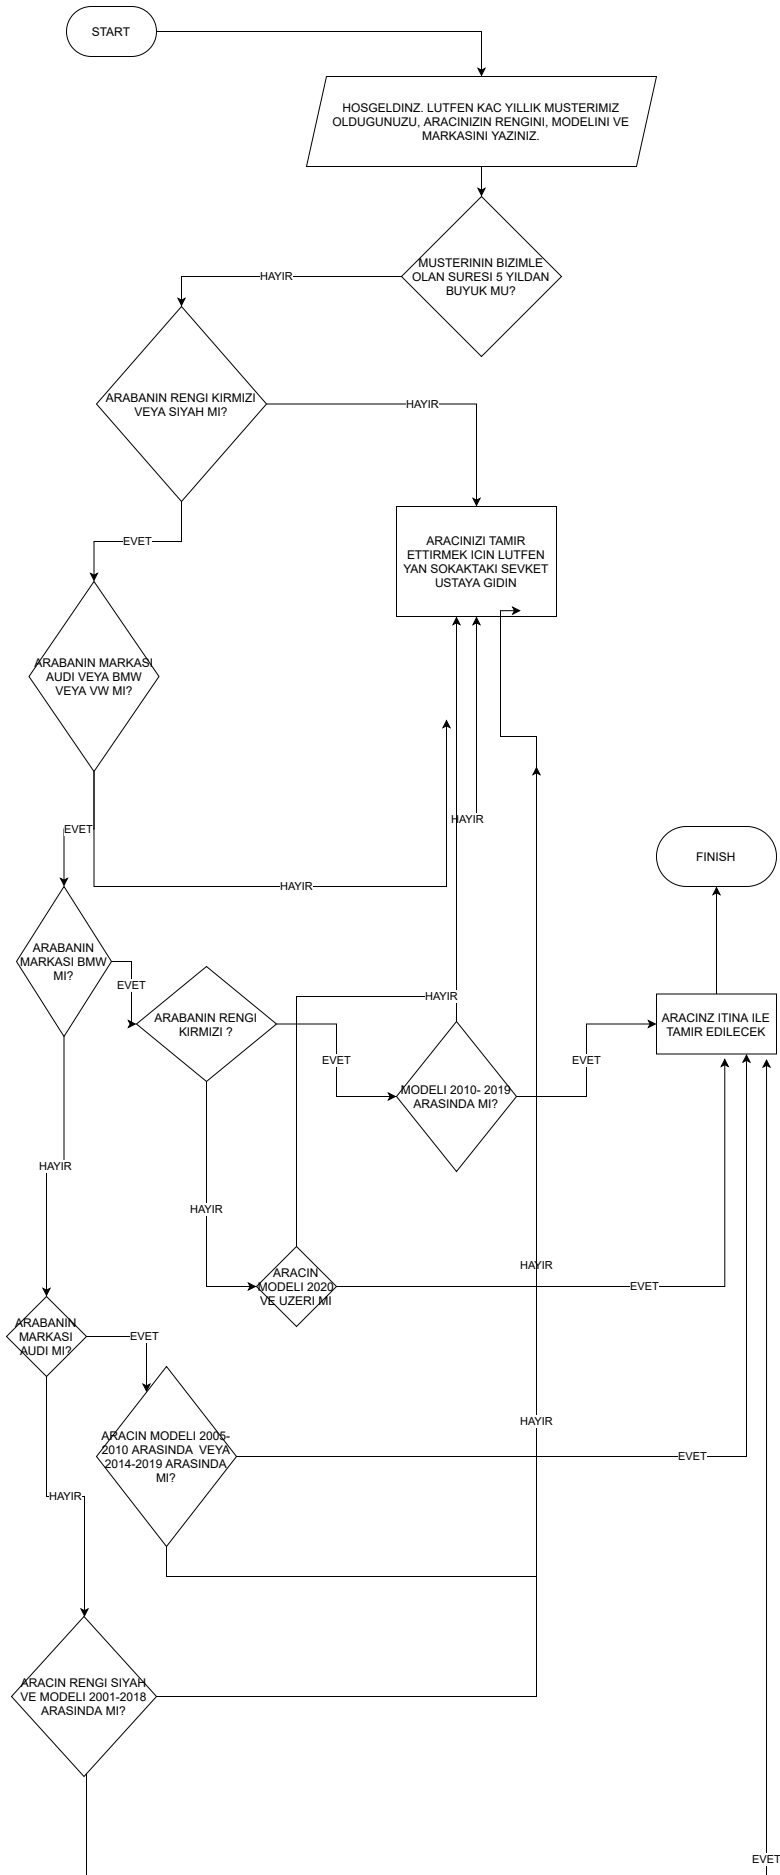 START
HOSGELDINZ. LUTFEN KAC YILLIK MUSTERIMIZ
OLDUGUNUZU, ARACINIZIN RENGINI, MODELINI VE
MARKASINI YAZINIZ.
MUSTERININ BIZIMLE
OLAN SURESI 5 YILDAN
BUYUK MU?
HAYIR
ARABANIN RENGI KIRMIZI
VEYA SIYAH MI?
HAYIR
ARACINIZI TAMIR
ETTIRMEK ICIN LUTFEN
YAN SOKAKTAKI SEVKET
USTAYA GIDIN
EVET
ARABANIN MARKASI
AUDI VEYA BMW
VEYA VW MI?
HAYIR
EVET
HAYIR
FINISH
ARABANIN
MARKASI BMW
MI?
EVET
ARABANIN RENGI
KIRMIZI ?
HAYIR
EVET
MODELI 2010- 2019
ARASINDA MI?
EVET
ARACINZ ITINA ILE
TAMIR EDILECEK
HAYIR
HAYIR
ARACIN
MODELI 2020
VE UZERI MI
HAYIR
EVET
ARABANIN
MARKASI
AUDI MI?
EVET
HAYIR
ARACIN MODELI 2005-
2010 ARASINDA  VEYA
2014-2019 ARASINDA
MI?
EVET
HAYIR
ARACIN RENGI SIYAH
VE MODELI 2001-2018
ARASINDA MI?
EVET